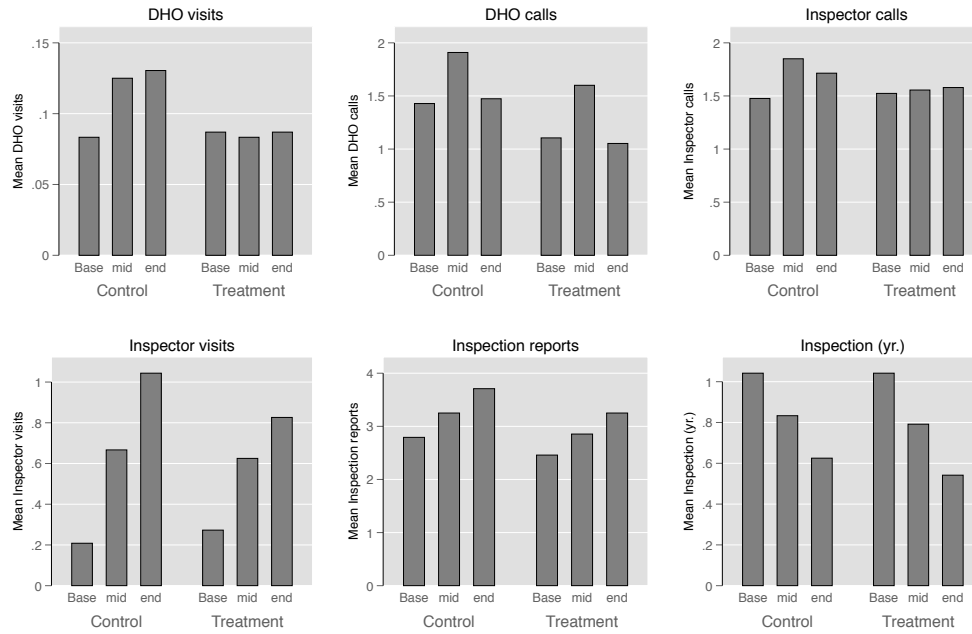 DHO visits
Mean DHO visits
.15
.1
.05
0
Base mid end Base mid end
Control Treatment
DHO calls
Mean DHO calls
2
1.5
1
.5
0
Base mid end Base mid end
Control Treatment
Inspector calls
Mean Inspector calls
2
1.5
1
.5
0
Base mid end Base mid end
Control Treatment
Inspector visits
Mean Inspector visits
1
.8
.6
.4
.2
0
Base mid end Base mid end
Control Treatment
Inspection reports
Mean Inspection reports
4
3
2
1
0
Base mid end Base mid end
Control Treatment
Inspection (yr.)
Mean Inspection (yr.)
1
.8
.6
.4
.2
0
Base mid end Base mid end
Control Treatment